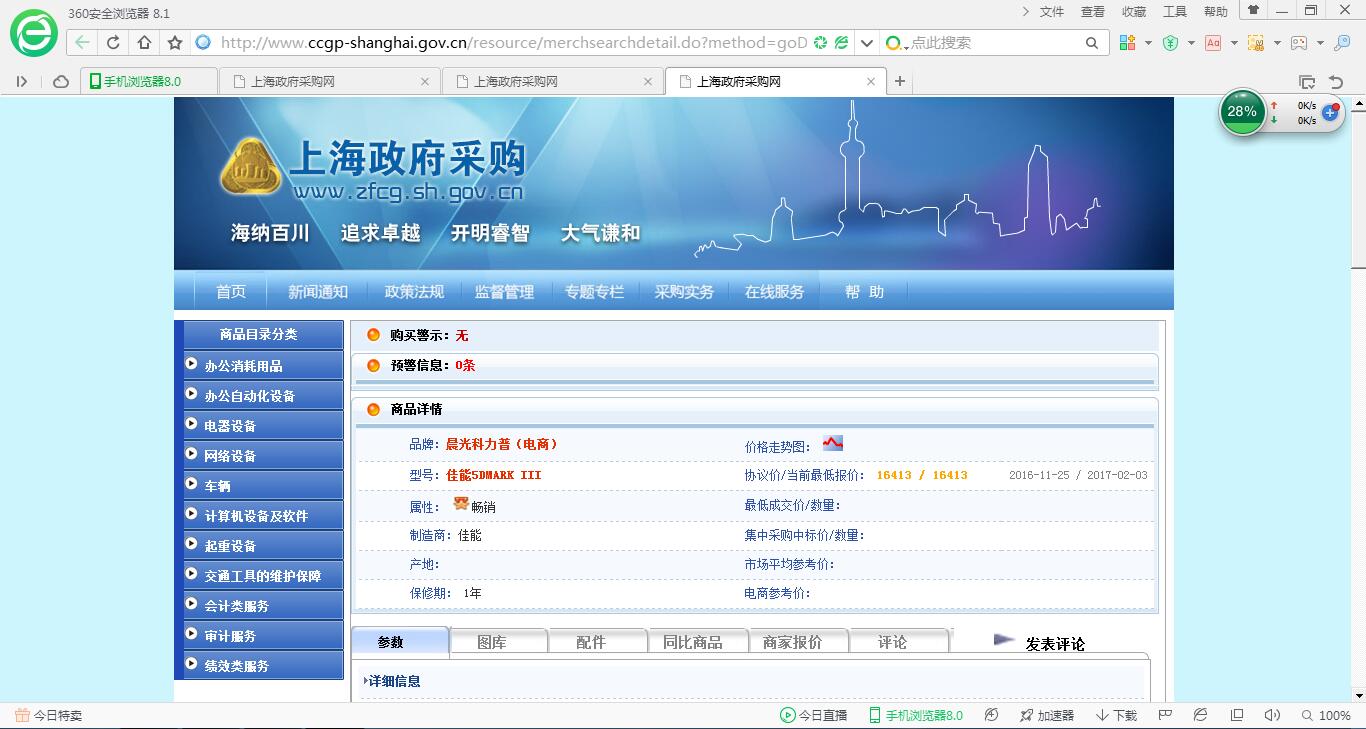 360安全浏览器 8.1
文件 查看 收藏 工具 帮助
http://www.ccgp-shanghai.gov.cn/resource/merchsearchdetail.do?method=goD
点此搜索
手机浏览器8.0 上海政府采购网 上海政府采购网 上海政府采购网
28% 0K/s
0K/s
上海政府采购
www.zfcg.sh.gov.cn
海纳百川 追求卓越 开明睿智 大气谦和
首页 新闻通知 政策法规 监督管理 专题专栏 采购实务 在线服务 帮 助
商品目录分类
办公消耗用品
办公自动化设备
电器设备
网络设备
车辆
计算机设备及软件
起重设备
交通工具的维护保障
会计类服务
审计服务
绩效类服务
购买警示：无
预警信息：0条
商品详情
品牌：晨光科力普（电商） 价格走势图：
型号：佳能5DMARK III 协议价/当前最低报价： 16413 / 16413 2016-11-25 / 2017-02-03
属性： 畅销 最低成交价/数量：
制造商：佳能 集中采购中标价/数量：
产地： 市场平均参考价：
保修期： 1年 电商参考价：
参数 图库 配件 同比商品 商家报价 评论 发表评论
详细信息
今日特卖 今日直播 手机浏览器8.0 加速器 下载 100%